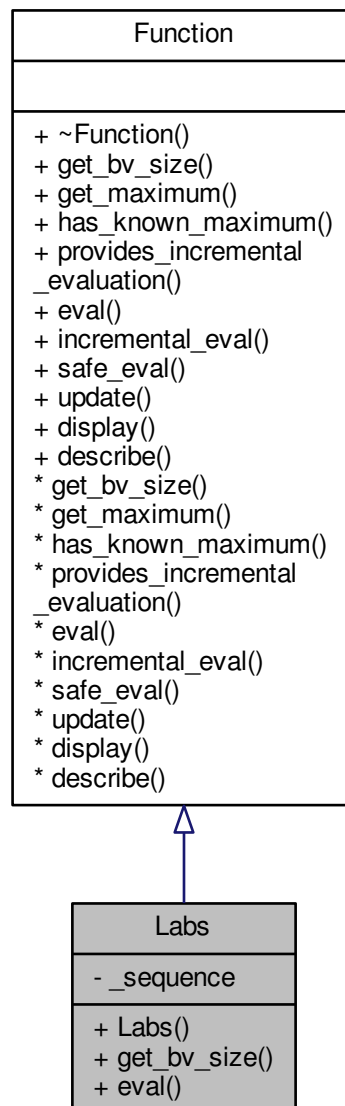 Function
+ ~Function()
+ get_bv_size()
+ get_maximum()
+ has_known_maximum()
+ provides_incremental
_evaluation()
+ eval()
+ incremental_eval()
+ safe_eval()
+ update()
+ display()
+ describe()
* get_bv_size()
* get_maximum()
* has_known_maximum()
* provides_incremental
_evaluation()
* eval()
* incremental_eval()
* safe_eval()
* update()
* display()
* describe()
Labs
- _sequence
+ Labs()
+ get_bv_size()
+ eval()